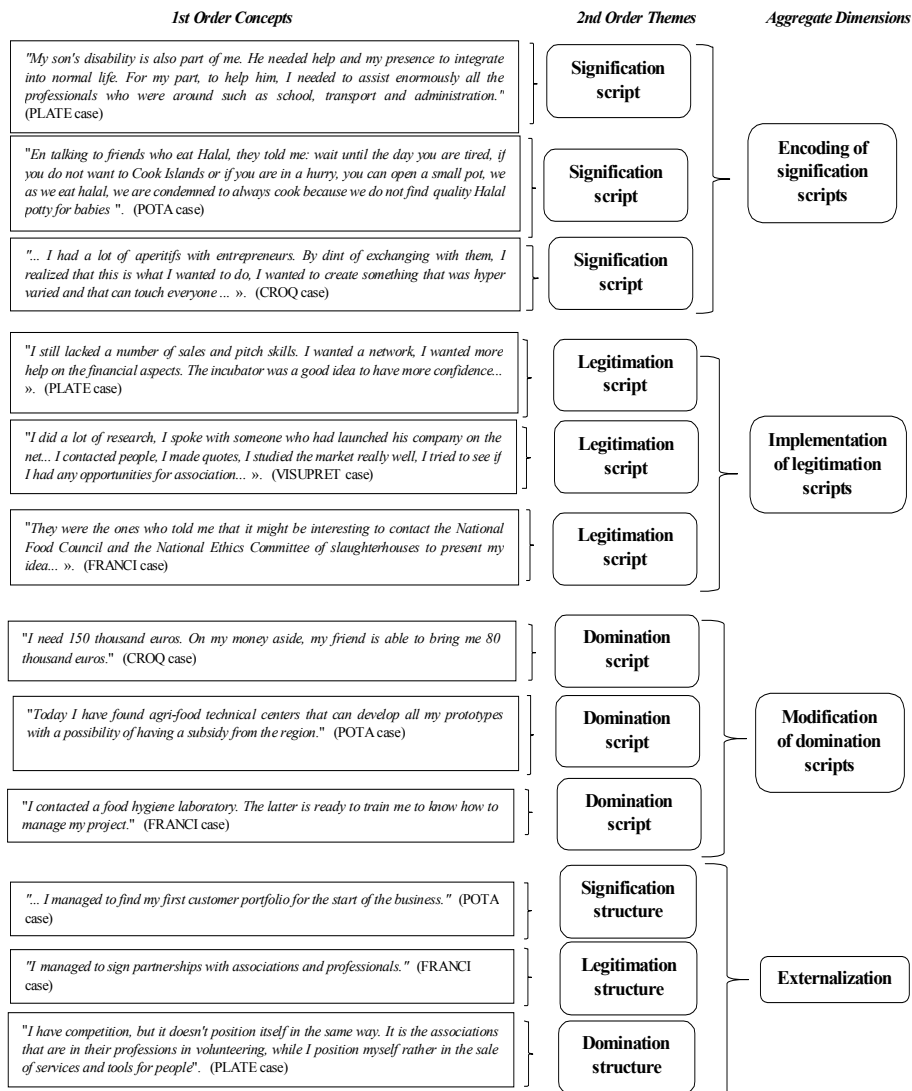 1st Order Concepts
2nd Order Themes
Aggregate Dimensions
"My son's disability is also part of me. He needed help and my presence to integrate
into normal life. For my part, to help him, I needed to assist enormously all the
professionals who were around such as school, transport and administration."
(PLATE case)
Signification
script
"En talking to friends who eat Halal, they told me: wait until the day you are tired, if
you do not want to Cook Islands or if you are in a hurry, you can open a small pot, we
as we eat halal, we are condemned to always cook because we do not find quality Halal
potty for babies ". (POTA case)
Signification
script
"... I had a lot of aperitifs with entrepreneurs. By dint of exchanging with them, I
realized that this is what I wanted to do, I wanted to create something that was hyper
varied and that can touch everyone ... ». (CROQ case)
Signification
script
Encoding of
signification
scripts
"I still lacked a number of sales and pitch skills. I wanted a network, I wanted more
help on the financial aspects. The incubator was a good idea to have more confidence...
». (PLATE case)
Legitimation
script
"I did a lot of research, I spoke with someone who had launched his company on the
net... I contacted people, I made quotes, I studied the market really well, I tried to see if
I had any opportunities for association... ». (VISUPRET case)
Legitimation
script
"They were the ones who told me that it might be interesting to contact the National
Food Council and the National Ethics Committee of slaughterhouses to present my
idea... ». (FRANCI case)
Legitimation
script
Implementation
of legitimation
scripts
"I need 150 thousand euros. On my money aside, my friend is able to bring me 80
thousand euros." (CROQ case)
Domination
script
"Today I have found agri-food technical centers that can develop all my prototypes
with a possibility of having a subsidy from the region." (POTA case)
Domination
script
"I contacted a food hygiene laboratory. The latter is ready to train me to know how to
manage my project." (FRANCI case)
Domination
script
Modification
of domination
scripts
"... I managed to find my first customer portfolio for the start of the business." (POTA
case)
Signification
structure
"I managed to sign partnerships with associations and professionals." (FRANCI
case)
Legitimation
structure
"I have competition, but it doesn't position itself in the same way. It is the associations
that are in their professions in volunteering, while I position myself rather in the sale
of services and tools for people". (PLATE case)
Domination
structure
Externalization